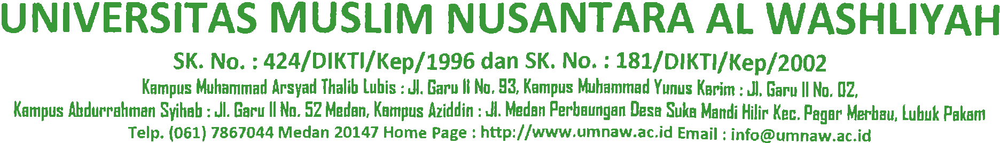 UNIVERSITAS MUSLIM NUSANTARA AL WASHLIYAH
SK. No. : 424/DIKTI/Kep/1996 dan SK. No. : 181/DIKTI/Kep/2002
Kampus Muhammad Arsyad Thalib Lubis : Jl. Garu II No. 93, Kampus Muhammad Yunus Karim : Jl. Garu II No. 02,
Kampus Abdurrahman Syihab : Jl. Garu II No. 52 Medan, Kampus Aziddin : Jl. Medan Perbaungan Desa Suka Mandi Hilir Kec. Pagar Merbau, Lubuk Pakam
Telp. (061) 7867044 Medan 20147 Home Page : http://www.umnaw.ac.id Email : info@umnaw.ac.id